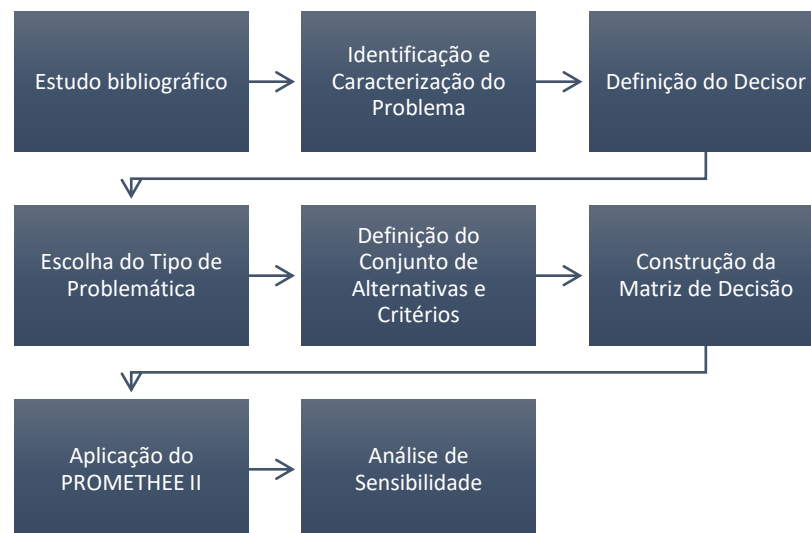 Estudo bibliográfico
Identificação e
Caracterização do
Problema
Definição do Decisor
Escolha do Tipo de
Problemática
Definição do
Conjunto de
Alternativas e
Critérios
Construção da
Matriz de Decisão
Aplicação do
PROMETHEE II
Análise de
Sensibilidade